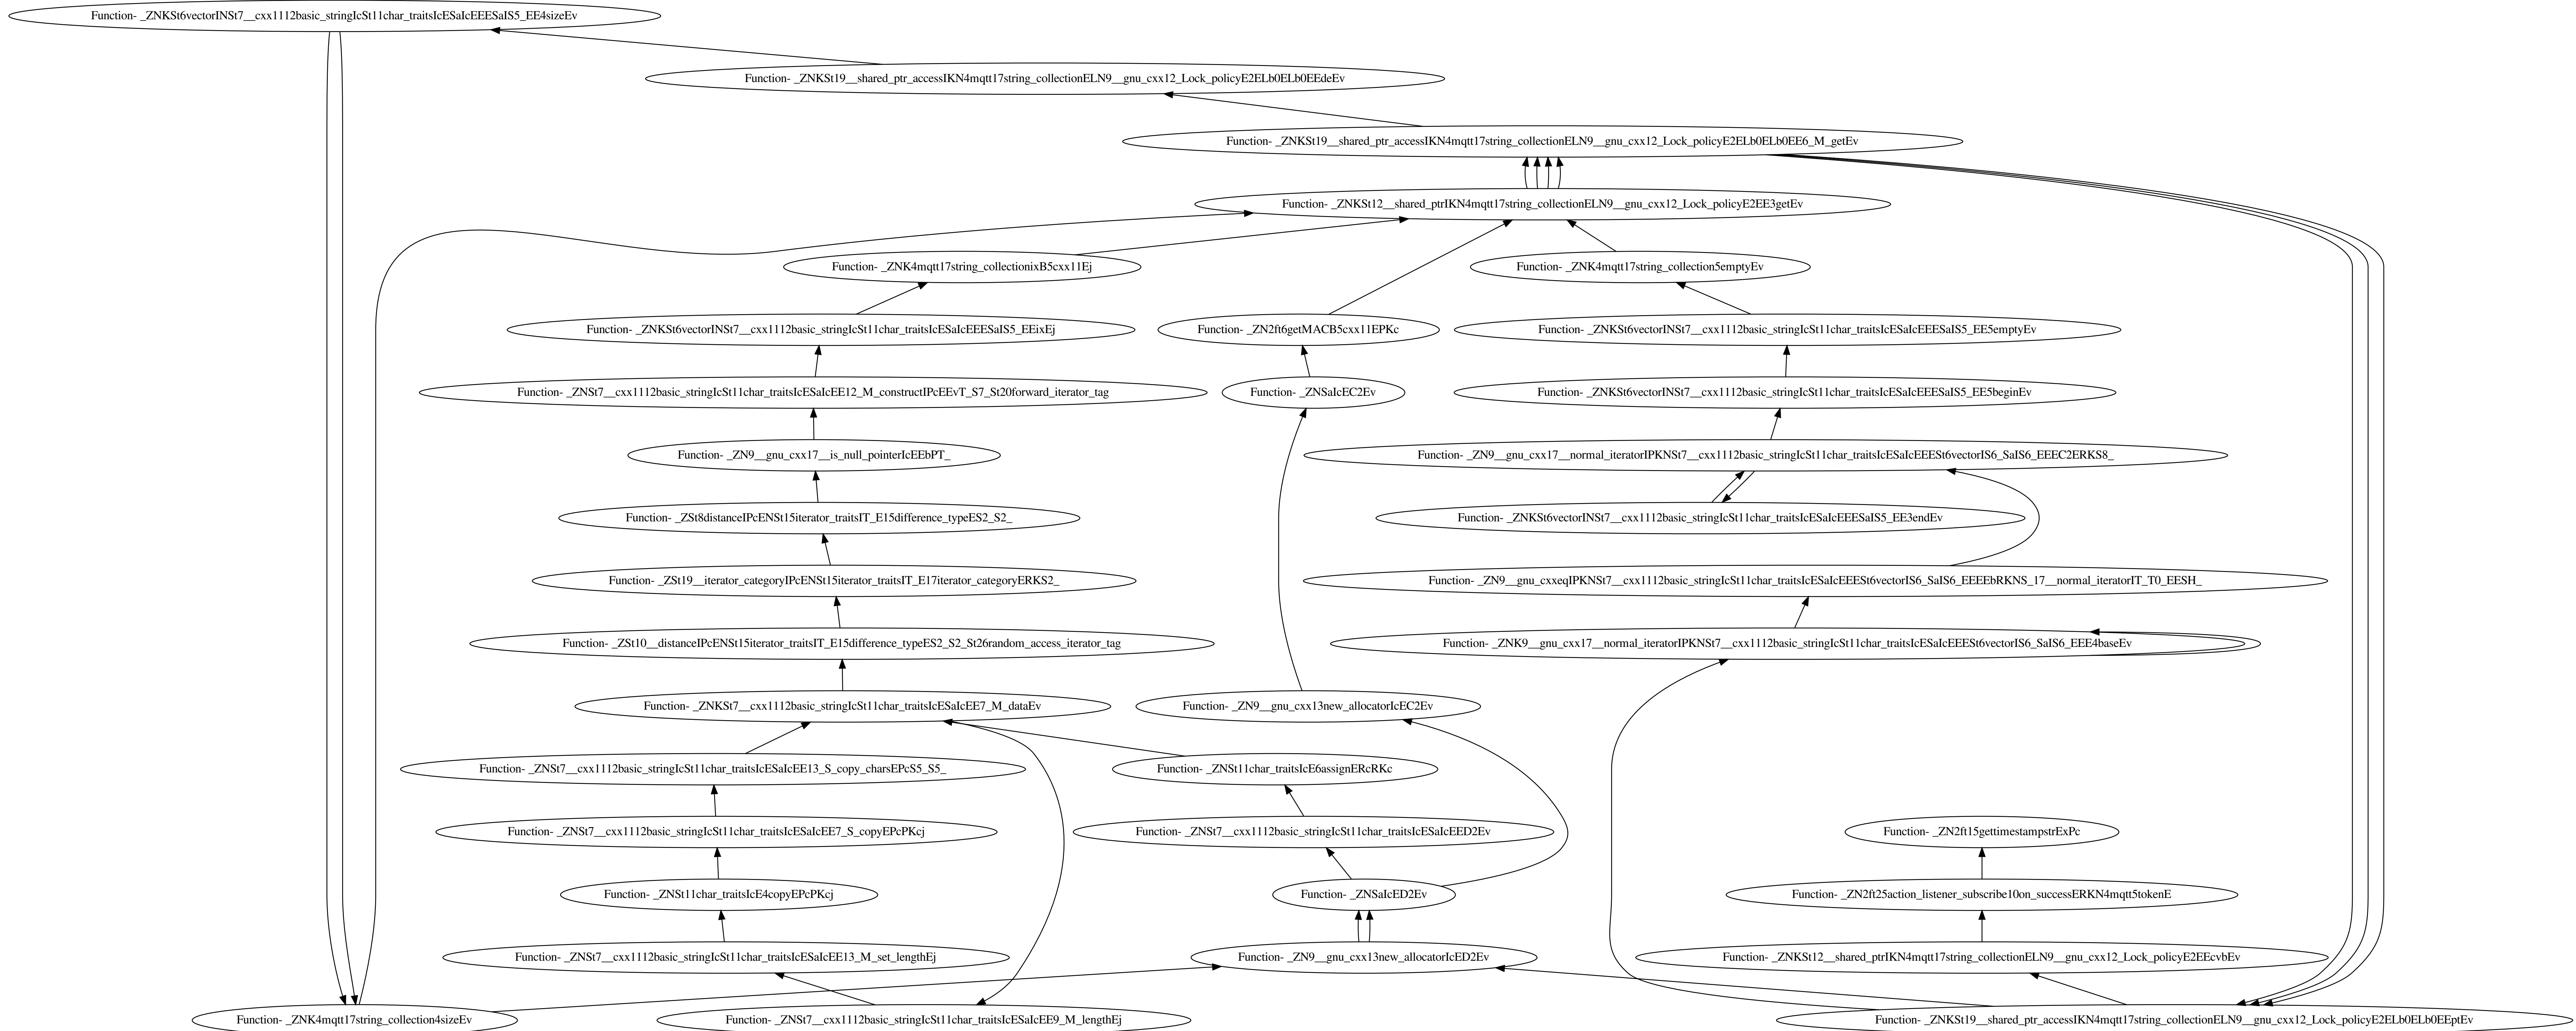 Function- _ZNKSt6vectorINSt7__cxx1112basic_stringIcSt11char_traitsIcESaIcEEESaIS5_EE4sizeEv
Function- _ZNKSt19__shared_ptr_accessIKN4mqtt17string_collectionELN9__gnu_cxx12_Lock_policyE2ELb0ELb0EEdeEv
Function- _ZNKSt19__shared_ptr_accessIKN4mqtt17string_collectionELN9__gnu_cxx12_Lock_policyE2ELb0ELb0EE6_M_getEv
Function- _ZNKSt12__shared_ptrIKN4mqtt17string_collectionELN9__gnu_cxx12_Lock_policyE2EE3getEv
Function- _ZNK4mqtt17string_collectionixB5cxx11Ej
Function- _ZNK4mqtt17string_collection5emptyEv
Function- _ZNKSt6vectorINSt7__cxx1112basic_stringIcSt11char_traitsIcESaIcEEESaIS5_EEixEj
Function- _ZN2ft6getMACB5cxx11EPKc
Function- _ZNKSt6vectorINSt7__cxx1112basic_stringIcSt11char_traitsIcESaIcEEESaIS5_EE5emptyEv
Function- _ZNSt7__cxx1112basic_stringIcSt11char_traitsIcESaIcEE12_M_constructIPcEEvT_S7_St20forward_iterator_tag
Function- _ZNSaIcEC2Ev
Function- _ZNKSt6vectorINSt7__cxx1112basic_stringIcSt11char_traitsIcESaIcEEESaIS5_EE5beginEv
Function- _ZN9__gnu_cxx17__is_null_pointerIcEEbPT_
Function- _ZN9__gnu_cxx17__normal_iteratorIPKNSt7__cxx1112basic_stringIcSt11char_traitsIcESaIcEEESt6vectorIS6_SaIS6_EEEC2ERKS8_
Function- _ZSt8distanceIPcENSt15iterator_traitsIT_E15difference_typeES2_S2_
Function- _ZNKSt6vectorINSt7__cxx1112basic_stringIcSt11char_traitsIcESaIcEEESaIS5_EE3endEv
Function- _ZSt19__iterator_categoryIPcENSt15iterator_traitsIT_E17iterator_categoryERKS2_
Function- _ZN9__gnu_cxxeqIPKNSt7__cxx1112basic_stringIcSt11char_traitsIcESaIcEEESt6vectorIS6_SaIS6_EEEEbRKNS_17__normal_iteratorIT_T0_EESH_
Function- _ZSt10__distanceIPcENSt15iterator_traitsIT_E15difference_typeES2_S2_St26random_access_iterator_tag
Function- _ZNK9__gnu_cxx17__normal_iteratorIPKNSt7__cxx1112basic_stringIcSt11char_traitsIcESaIcEEESt6vectorIS6_SaIS6_EEE4baseEv
Function- _ZNKSt7__cxx1112basic_stringIcSt11char_traitsIcESaIcEE7_M_dataEv
Function- _ZN9__gnu_cxx13new_allocatorIcEC2Ev
Function- _ZNSt7__cxx1112basic_stringIcSt11char_traitsIcESaIcEE13_S_copy_charsEPcS5_S5_
Function- _ZNSt11char_traitsIcE6assignERcRKc
Function- _ZNSt7__cxx1112basic_stringIcSt11char_traitsIcESaIcEE7_S_copyEPcPKcj
Function- _ZNSt7__cxx1112basic_stringIcSt11char_traitsIcESaIcEED2Ev
Function- _ZN2ft15gettimestampstrExPc
Function- _ZNSt11char_traitsIcE4copyEPcPKcj
Function- _ZNSaIcED2Ev
Function- _ZN2ft25action_listener_subscribe10on_successERKN4mqtt5tokenE
Function- _ZNSt7__cxx1112basic_stringIcSt11char_traitsIcESaIcEE13_M_set_lengthEj
Function- _ZN9__gnu_cxx13new_allocatorIcED2Ev
Function- _ZNKSt12__shared_ptrIKN4mqtt17string_collectionELN9__gnu_cxx12_Lock_policyE2EEcvbEv
Function- _ZNK4mqtt17string_collection4sizeEv
Function- _ZNSt7__cxx1112basic_stringIcSt11char_traitsIcESaIcEE9_M_lengthEj
Function- _ZNKSt19__shared_ptr_accessIKN4mqtt17string_collectionELN9__gnu_cxx12_Lock_policyE2ELb0ELb0EEptEv